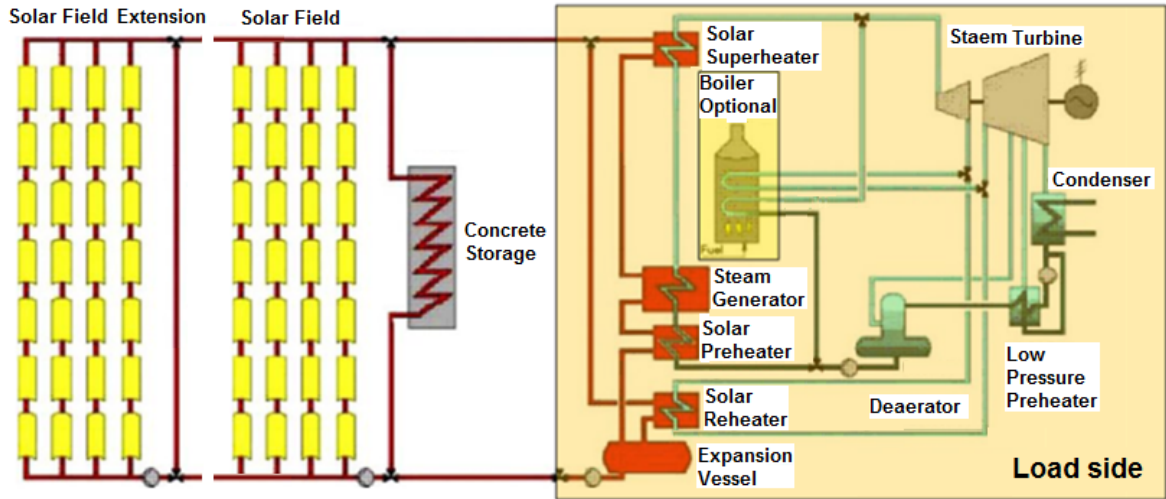 Solar Field Extension
Solar Field
Solar
Superheater
Staem Turbine
Boiler
Optional
Fuel
Condenser
Concrete
Storage
Steam
Generator
Solar
Preheater
Low
Pressure
Preheater
Solar
Reheater
Deaerator
Expansion
Vessel
Load side